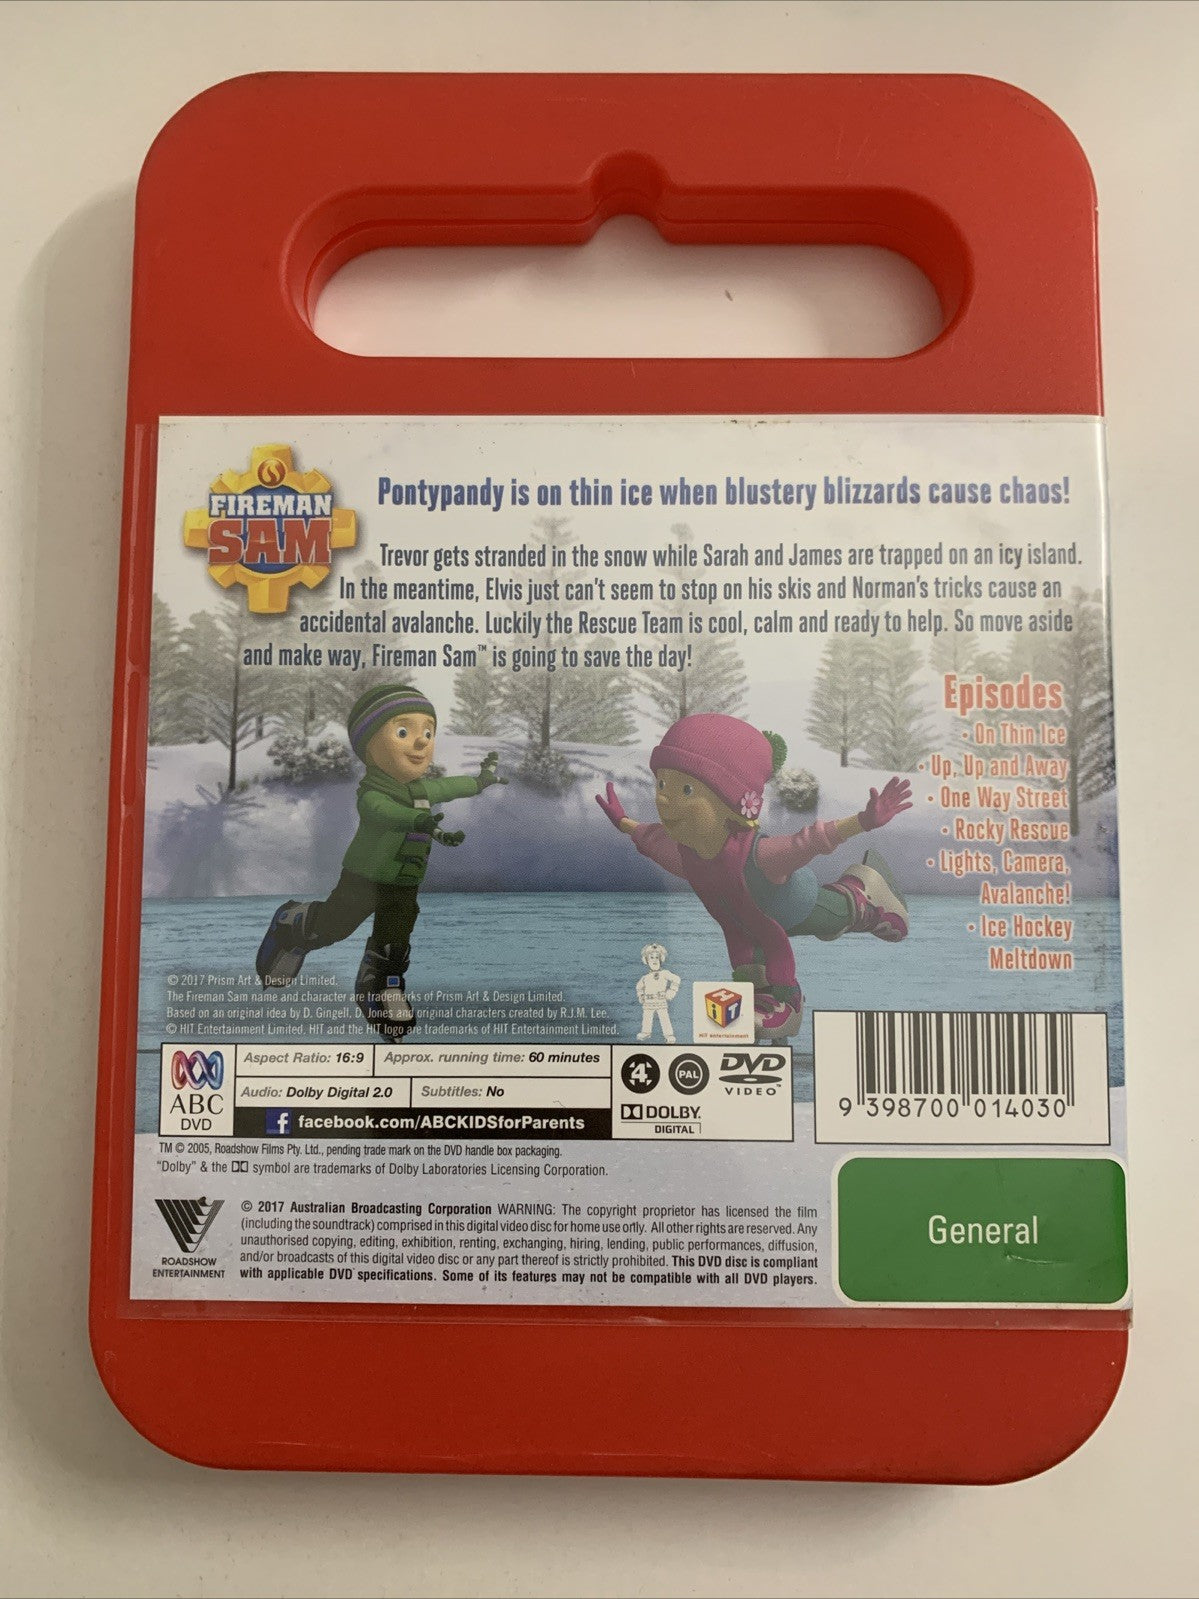 FIREMAN
SAM
Pontypandy is on thin ice when blustery blizzards cause chaos!
Trevor gets stranded in the snow while Sarah and James are trapped on an icy island.
In the meantime, Elvis just can't seem to stop on his skis and Norman's tricks cause an
accidental avalanche. Luckily the Rescue Team is cool, calm and ready to help. So move aside
and make way, Fireman Sam™ is going to save the day!
Episodes
• On Thin Ice
• Up, Up and Away
• One Way Street
• Rocky Rescue
• Lights, Camera,
Avalanche!
• Ice Hockey
Meltdown
© 2017 Prism Art & Design Limited.
The Fireman Sam name and character are trademarks of Prism Art & Design Limited.
Based on an original idea by D. Gingell, D. Jones and original characters created by R.J.M. Lee.
© HIT Entertainment Limited. HIT and the HIT logo are trademarks of HIT Entertainment Limited.
HiT
HiT entertainment
ABC
DVD
Aspect Ratio: 16:9
Approx. running time: 60 minutes
Audio: Dolby Digital 2.0
Subtitles: No
f facebook.com/ABCKIDSforParents
4
PAL
DVD
VIDEO™
DOLBY
DIGITAL
9 398700 014030
TM © 2005, Roadshow Films Pty. Ltd., pending trade mark on the DVD handle box packaging.
"Dolby" & the symbol are trademarks of Dolby Laboratories Licensing Corporation.
ROADSHOW
ENTERTAINMENT
© 2017 Australian Broadcasting Corporation WARNING: The copyright proprietor has licensed the film
(including the soundtrack) comprised in this digital video disc for home use only. All other rights are reserved. Any
unauthorised copying, editing, exhibition, renting, exchanging, hiring, lending, public performances, diffusion,
and/or broadcasts of this digital video disc or any part thereof is strictly prohibited. This DVD disc is compliant
with applicable DVD specifications. Some of its features may not be compatible with all DVD players.
General